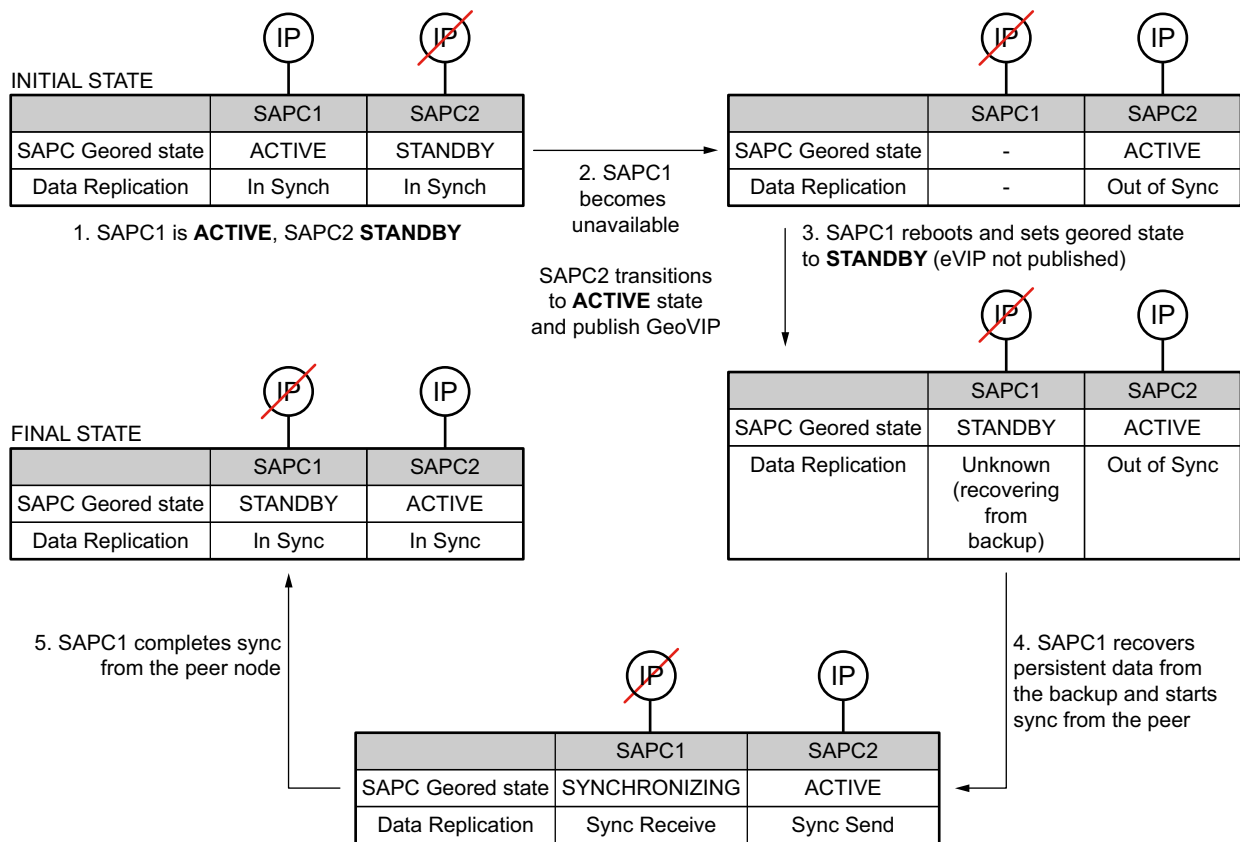 IP
IP
INITIAL STATE
SAPC1 SAPC2
SAPC Geored state ACTIVE STANDBY
Data Replication In Synch In Synch
1. SAPC1 is ACTIVE, SAPC2 STANDBY
2. SAPC1
becomes
unavailable
SAPC2 transitions
to ACTIVE state
and publish GeoVIP
IP
IP
SAPC1 SAPC2
SAPC Geored state - ACTIVE
Data Replication - Out of Sync
3. SAPC1 reboots and sets geored state
to STANDBY (eVIP not published)
IP
IP
SAPC1 SAPC2
SAPC Geored state STANDBY ACTIVE
Data Replication Unknown Out of Sync
(recovering
from
backup)
4. SAPC1 recovers
persistent data from
the backup and starts
sync from the peer
IP
IP
SAPC1 SAPC2
SAPC Geored state SYNCHRONIZING ACTIVE
Data Replication Sync Receive Sync Send
5. SAPC1 completes sync
from the peer node
IP
IP
FINAL STATE
SAPC1 SAPC2
SAPC Geored state STANDBY ACTIVE
Data Replication In Sync In Sync